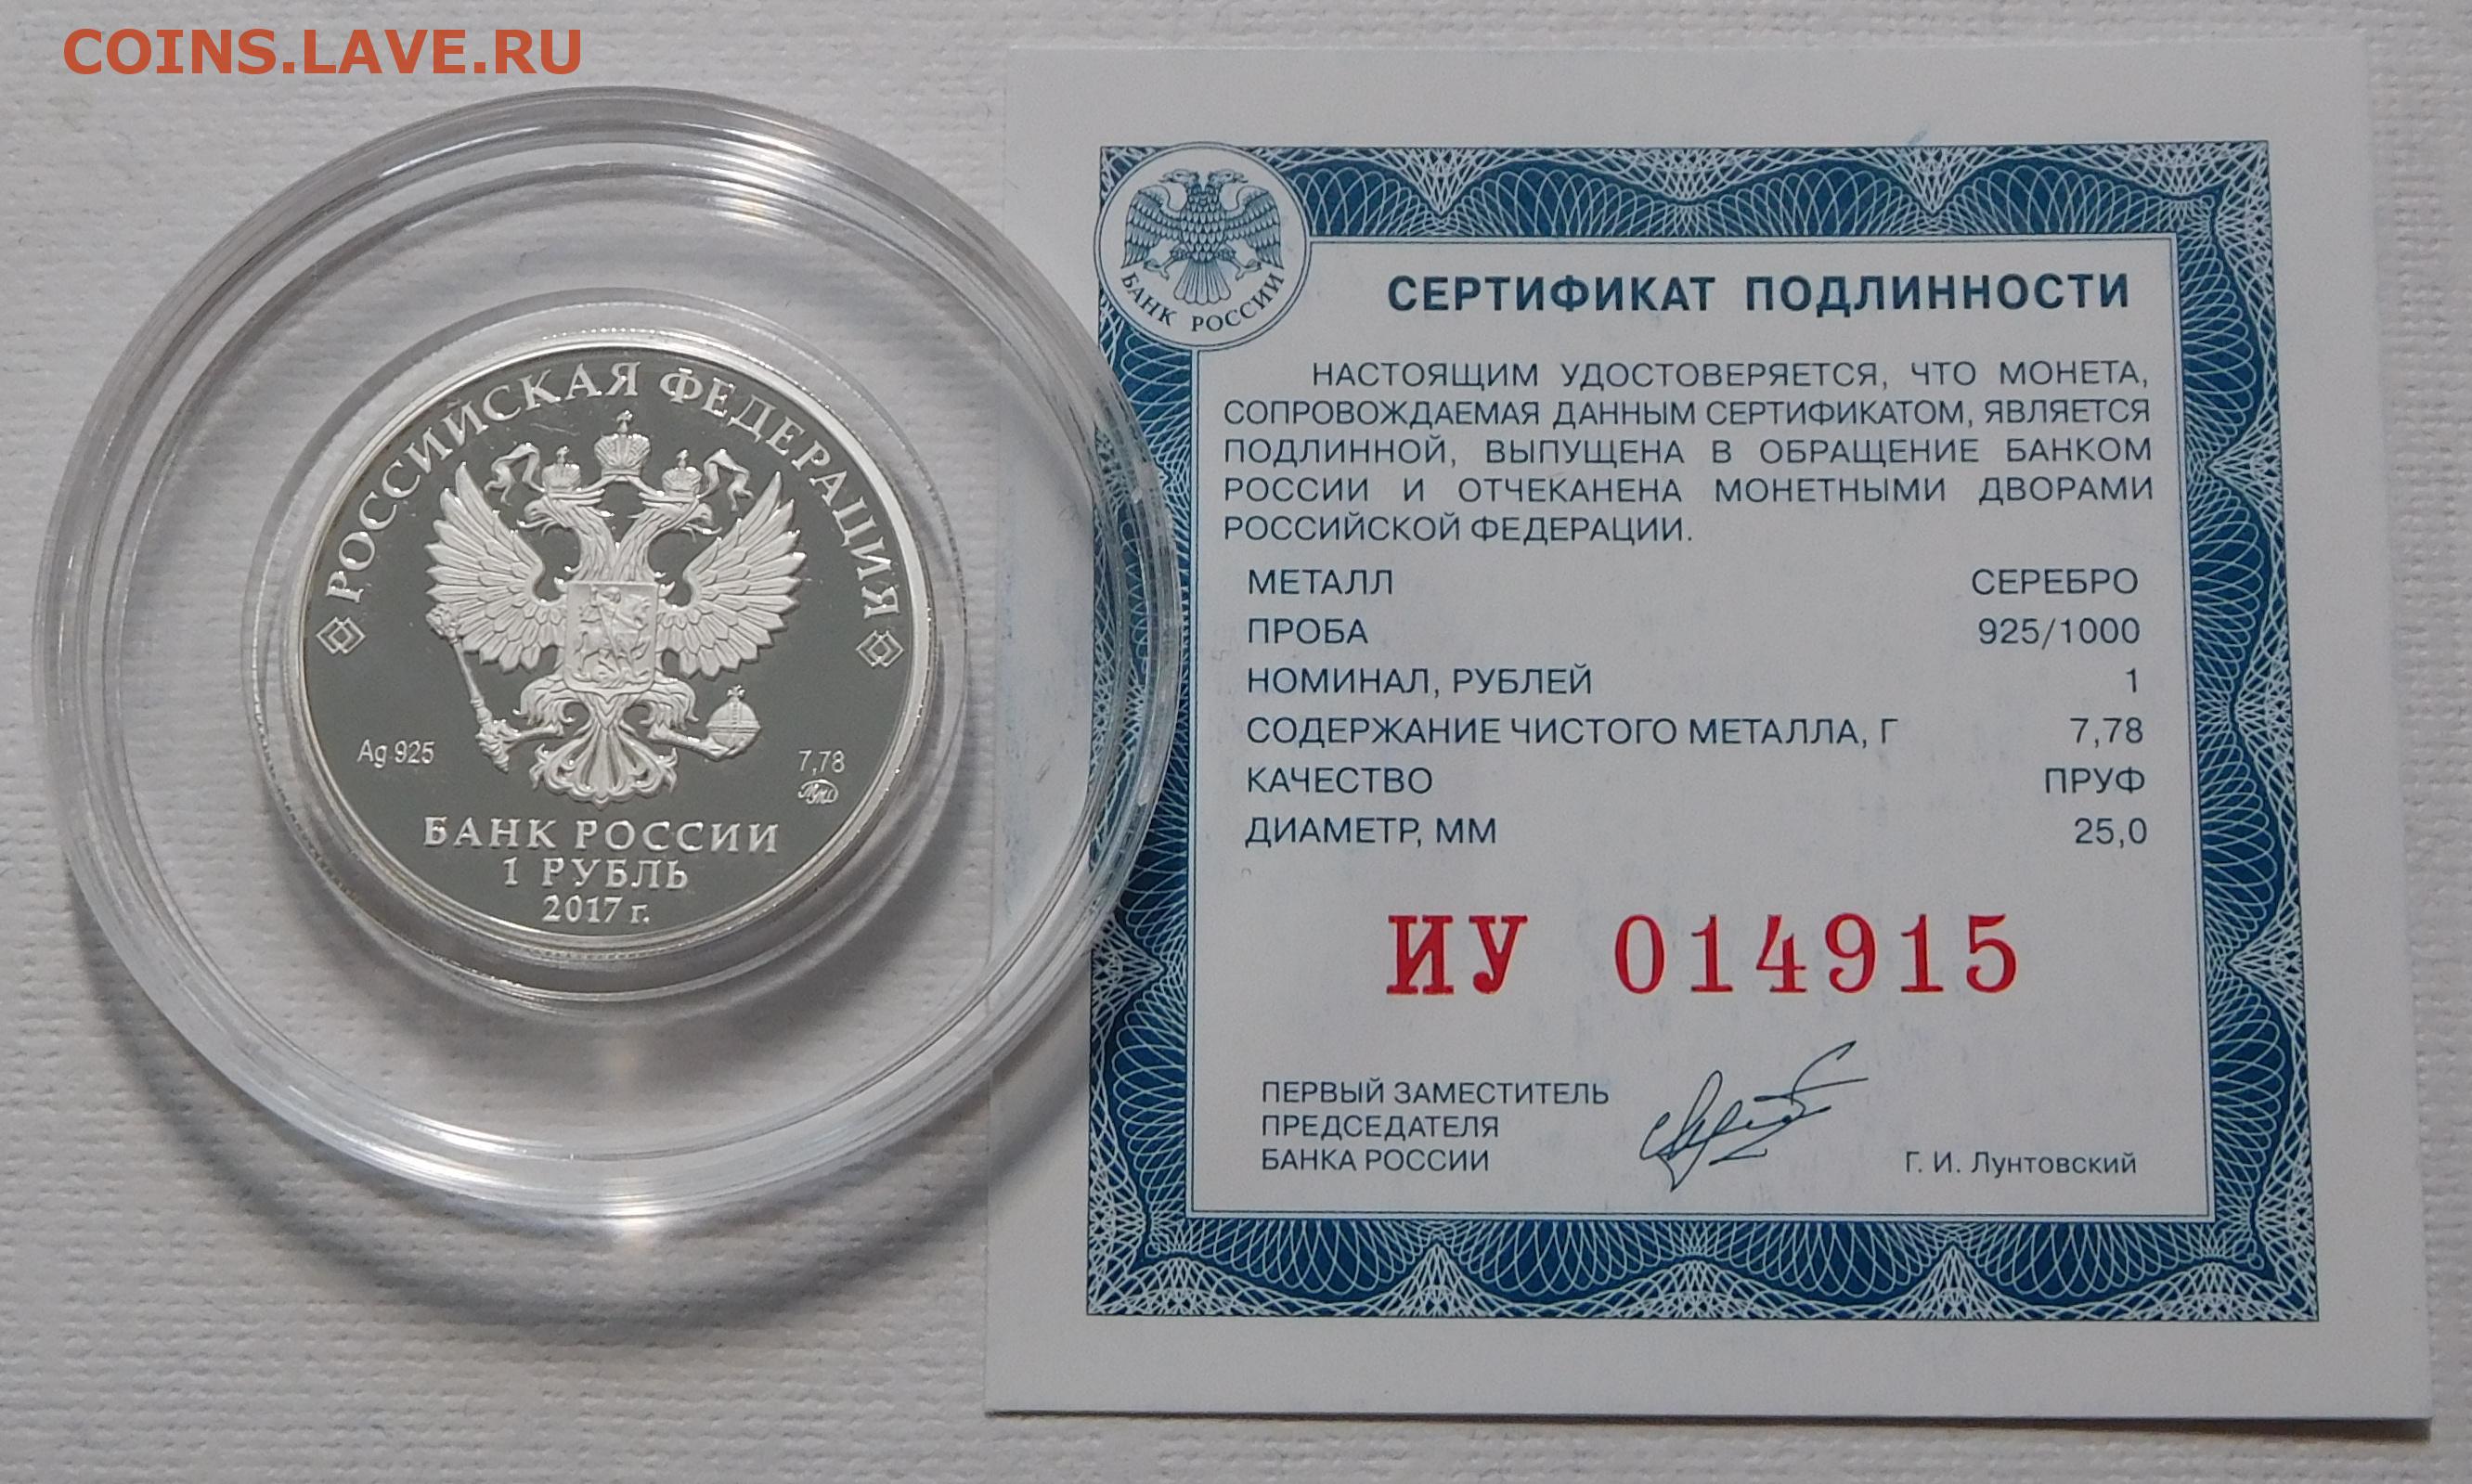 COINS.LAVE.RU
РОССИЙСКАЯ ФЕДЕРАЦИЯ
Ag 925
7,78
ММД
БАНК РОССИИ
1 РУБЛЬ
2017 г.
БАНК РОССИИ
СЕРТИФИКАТ ПОДЛИННОСТИ
НАСТОЯЩИМ УДОСТОВЕРЯЕТСЯ, ЧТО МОНЕТА,
СОПРОВОЖДАЕМАЯ ДАННЫМ СЕРТИФИКАТОМ, ЯВЛЯЕТСЯ
ПОДЛИННОЙ, ВЫПУЩЕНА В ОБРАЩЕНИЕ БАНКОМ
РОССИИ И ОТЧЕКАНЕНА МОНЕТНЫМИ ДВОРАМИ
РОССИЙСКОЙ ФЕДЕРАЦИИ.
МЕТАЛЛ СЕРЕБРО
ПРОБА 925/1000
НОМИНАЛ, РУБЛЕЙ 1
СОДЕРЖАНИЕ ЧИСТОГО МЕТАЛЛА, Г 7,78
КАЧЕСТВО ПРУФ
ДИАМЕТР, ММ 25,0
ИУ 014915
ПЕРВЫЙ ЗАМЕСТИТЕЛЬ
ПРЕДСЕДАТЕЛЯ
БАНКА РОССИИ
Г. И. Лунтовский